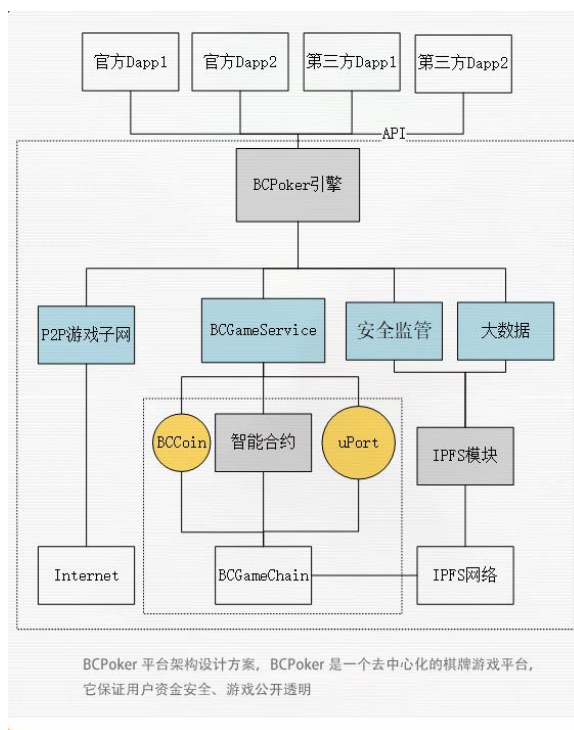 官方Dapp1
官方Dapp2
第三方Dapp1
第三方Dapp2
API
BCPoker引擎
P2P游戏子网
BCGameService
安全监管
大数据
BCCoin
智能合约
uPort
IPFS模块
Internet
BCGameChain
IPFS网络
BCPoker 平台架构设计方案，BCPoker 是一个去中心化的棋牌游戏平台，
它保证用户资金安全、游戏公开透明